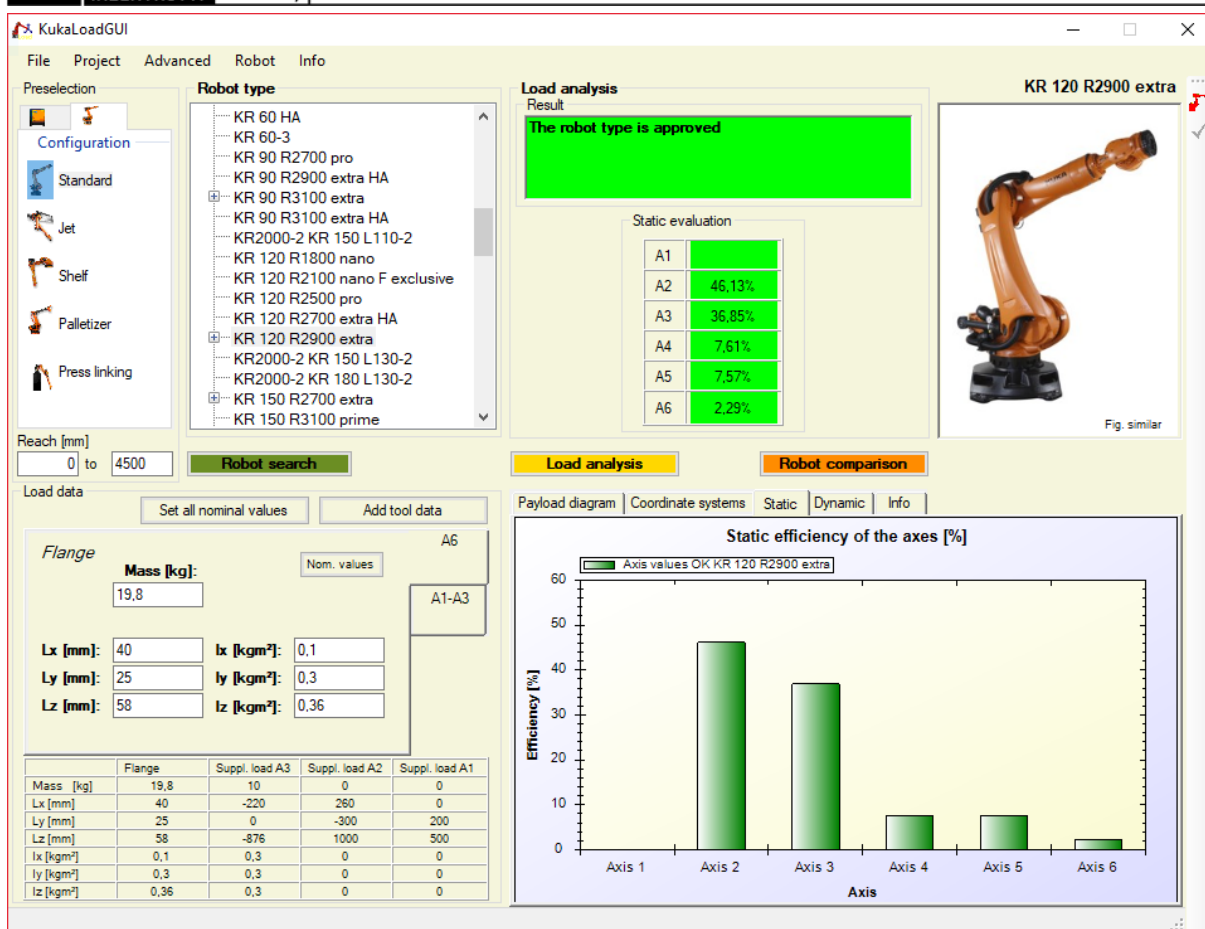 KukaLoadGUI
File Project Advanced Robot Info
Preselection
Configuration
Standard
Jet
Shelf
Palletizer
Press linking
Reach [mm]
0 to 4500
Robot type
KR 60 HA
KR 60-3
KR 90 R2700 pro
KR 90 R2900 extra HA
KR 90 R3100 extra
KR 90 R3100 extra HA
KR2000-2 KR 150 L110-2
KR 120 R1800 nano
KR 120 R2100 nano F exclusive
KR 120 R2500 pro
KR 120 R2700 extra HA
KR 120 R2900 extra
KR2000-2 KR 150 L130-2
KR2000-2 KR 180 L130-2
KR 150 R2700 extra
KR 150 R3100 prime
Robot search
Load analysis
Result
The robot type is approved
Static evaluation
A1
A2 46,13%
A3 36,85%
A4 7,61%
A5 7,57%
A6 2,29%
Load analysis
Robot comparison
KR 120 R2900 extra
Fig. similar
Load data
Set all nominal values Add tool data
Flange
Nom. values
A6
A1-A3
Mass [kg]:
19,8
Lx [mm]: 40 Ix [kgm²]: 0,1
Ly [mm]: 25 Iy [kgm²]: 0,3
Lz [mm]: 58 Iz [kgm²]: 0,36
Flange Suppl. load A3 Suppl. load A2 Suppl. load A1
Mass [kg] 19,8 10 0 0
Lx [mm] 40 -220 260 0
Ly [mm] 25 0 -300 200
Lz [mm] 58 -876 1000 500
Ix [kgm²] 0,1 0,3 0 0
Iy [kgm²] 0,3 0,3 0 0
Iz [kgm²] 0,36 0,3 0 0
Payload diagram Coordinate systems Static Dynamic Info
Static efficiency of the axes [%]
Axis values OK KR 120 R2900 extra
Efficiency [%]
60
50
40
30
20
10
0
Axis 1 Axis 2 Axis 3 Axis 4 Axis 5 Axis 6
Axis